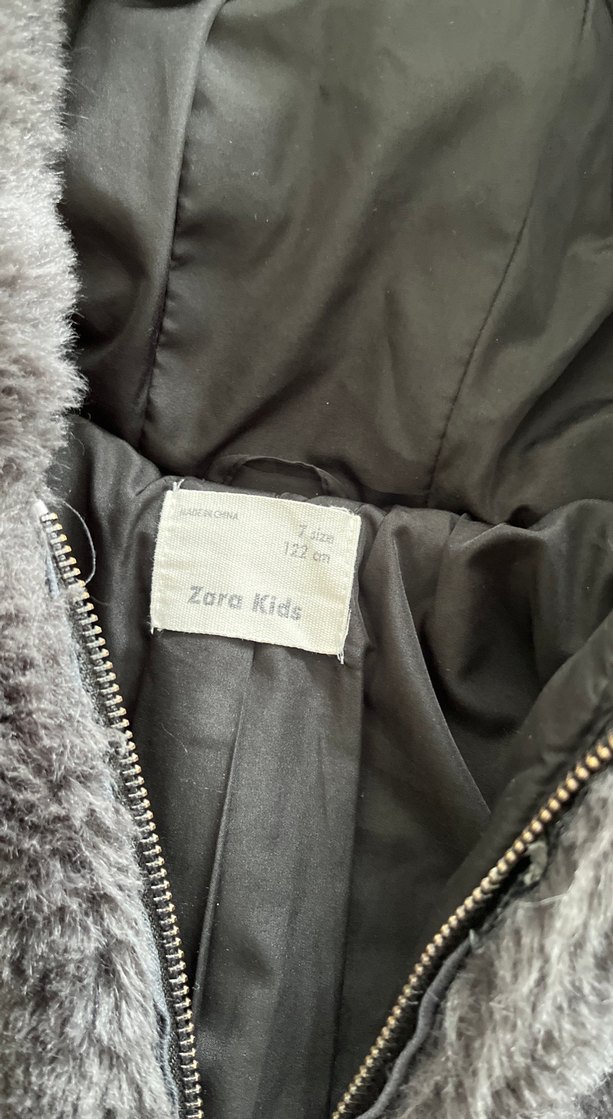 MADE IN CHINA
7 size
122 cm
Zara Kids